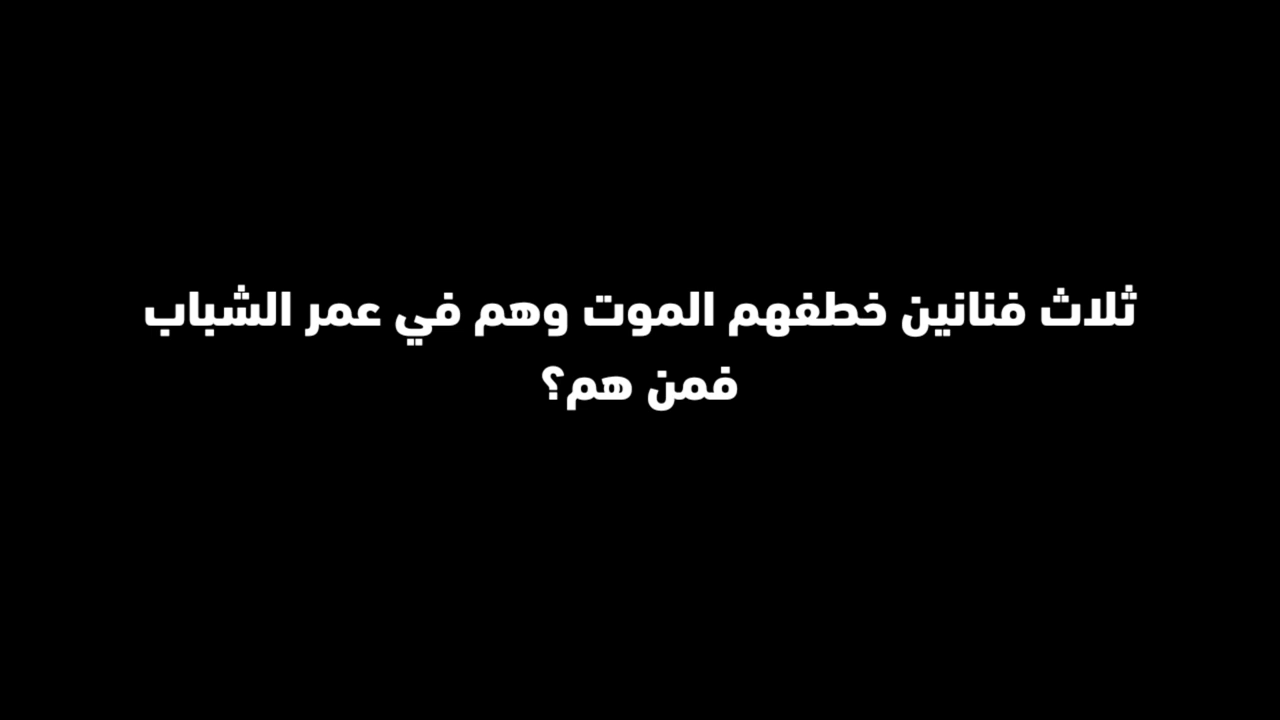 ثلاث فنانين خطفهم الموت وهم في عمر الشباب
فمن هم؟